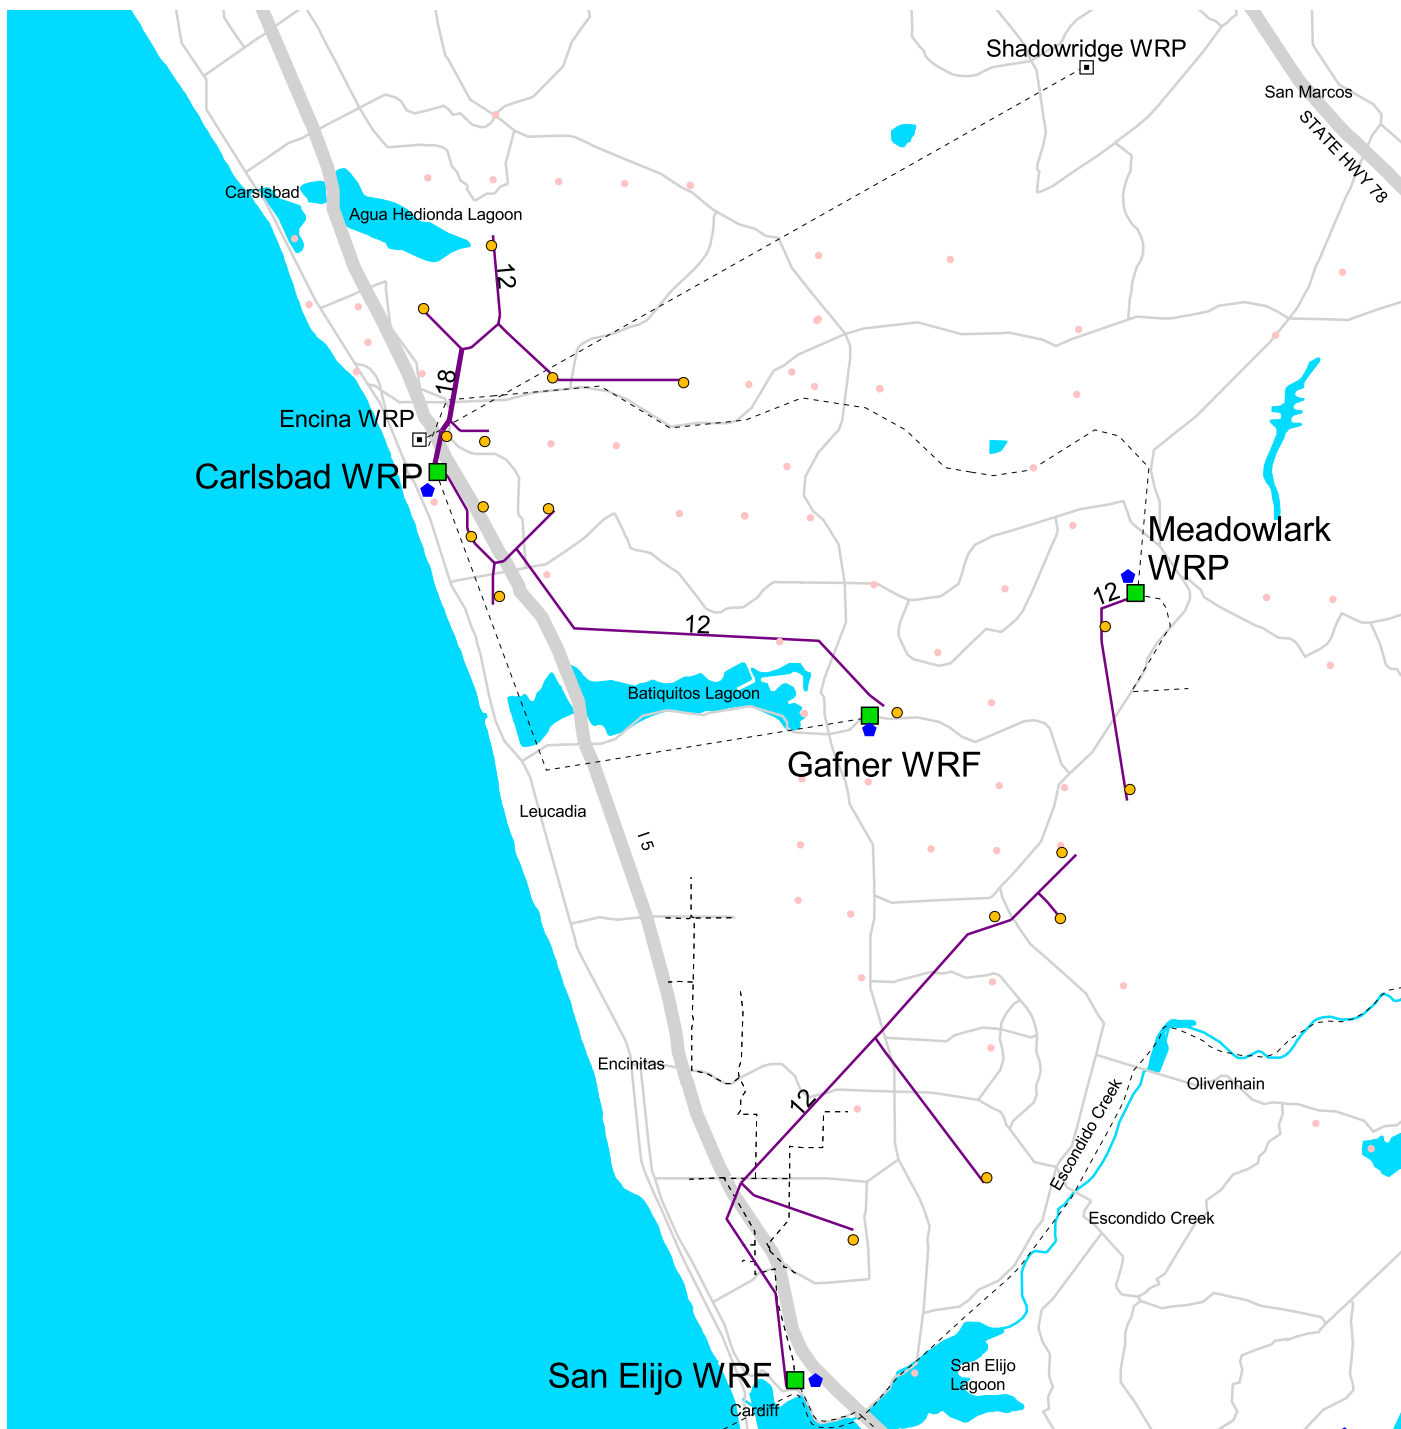 Shadowridge WRP
San Marcos
STATE HWY 78
Carslsbad
Agua Hedionda Lagoon
12
18
Encina WRP
Carlsbad WRP
Meadowlark
WRP
12
12
Batiquitos Lagoon
Gafner WRF
Leucadia
I 5
Encinitas
12
Olivenhain
Escondido Creek
Escondido Creek
San Elijo WRF
San Elijo
Lagoon
Cardiff